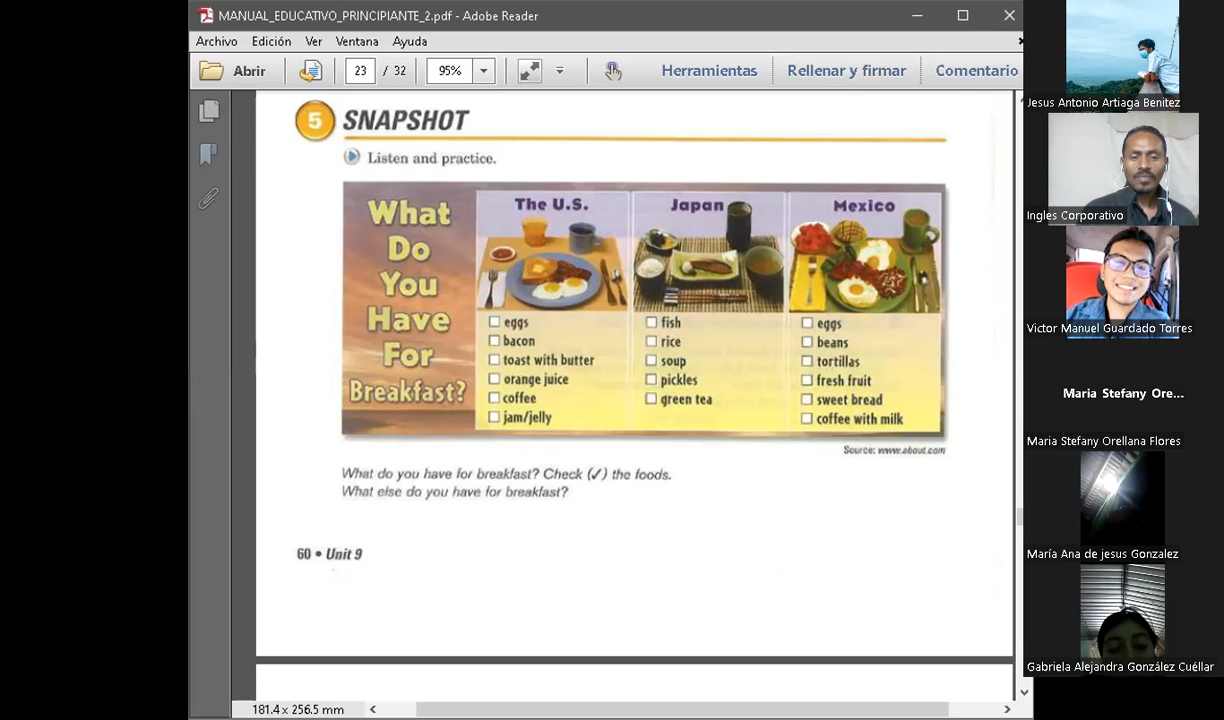 MANUAL_EDUCATIVO_PRINCIPIANTE_2.pdf - Adobe Reader
Archivo Edición Ver Ventana Ayuda
Abrir 23 / 32 95% Herramientas Rellenar y firmar Comentario
5 SNAPSHOT
Listen and practice.
What
Do
You
Have
For
Breakfast?
The U.S.
eggs
bacon
toast with butter
orange juice
coffee
jam/jelly
Japan
fish
rice
soup
pickles
green tea
Mexico
eggs
beans
tortillas
fresh fruit
sweet bread
coffee with milk
Source: www.about.com
What do you have for breakfast? Check (✓) the foods.
What else do you have for breakfast?
60 • Unit 9
181.4 x 256.5 mm
Jesus Antonio Artiaga Benitez
Ingles Corporativo
Victor Manuel Guardado Torres
Maria Stefany Ore...
Maria Stefany Orellana Flores
María Ana de jesus Gonzalez
Gabriela Alejandra González Cuéllar